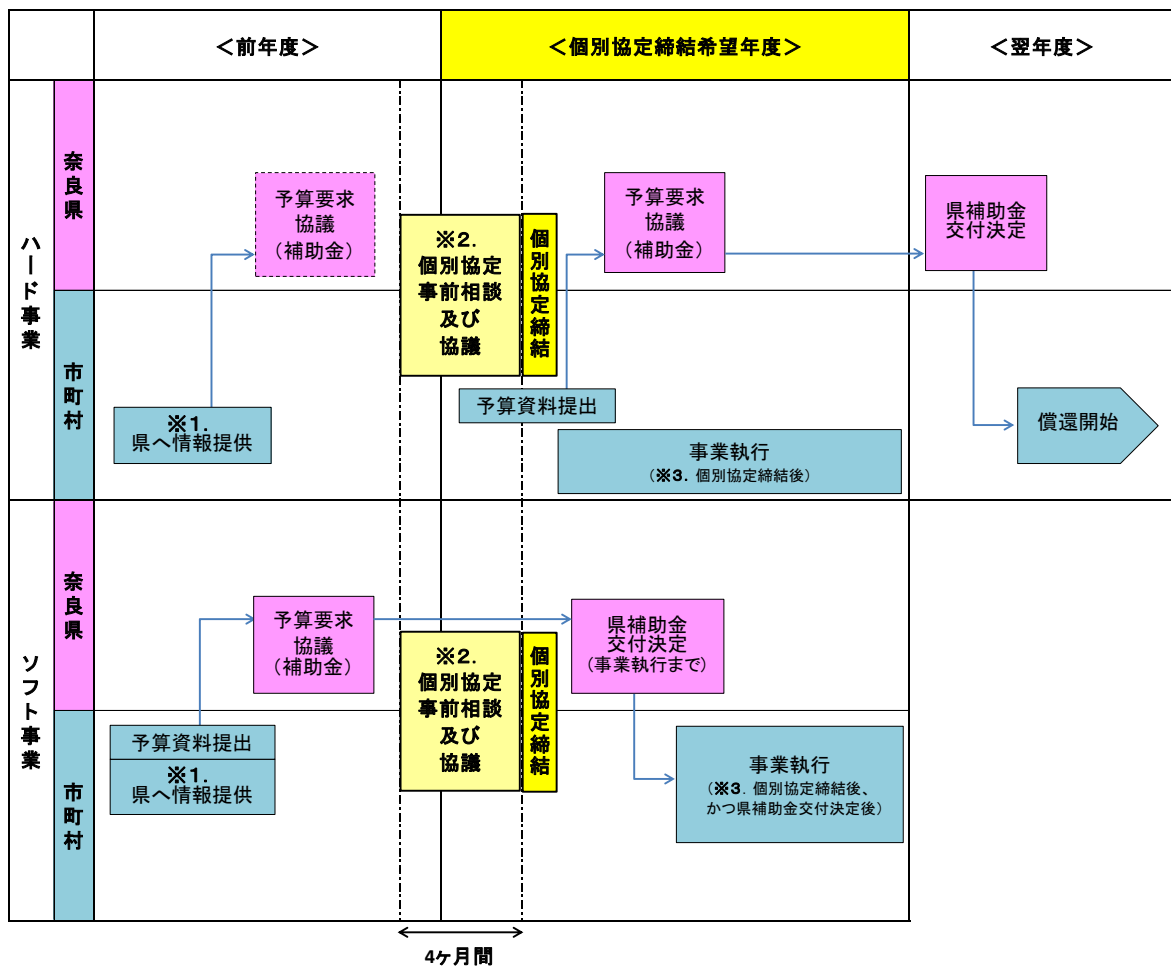 ＜前年度＞
＜個別協定締結希望年度＞
＜翌年度＞
ハード事業
奈良県
予算要求
協議
（補助金）
※2.
個別協定
事前相談
及び
協議
個別協定締結
予算要求
協議
（補助金）
県補助金
交付決定
市町村
※1.
県へ情報提供
予算資料提出
事業執行
（※3．個別協定締結後）
償還開始
ソフト事業
奈良県
予算要求
協議
（補助金）
※2.
個別協定
事前相談
及び
協議
個別協定締結
県補助金
交付決定
（事業執行まで）
市町村
予算資料提出
※1.
県へ情報提供
事業執行
（※3．個別協定締結後、
かつ県補助金交付決定後）
4ヶ月間